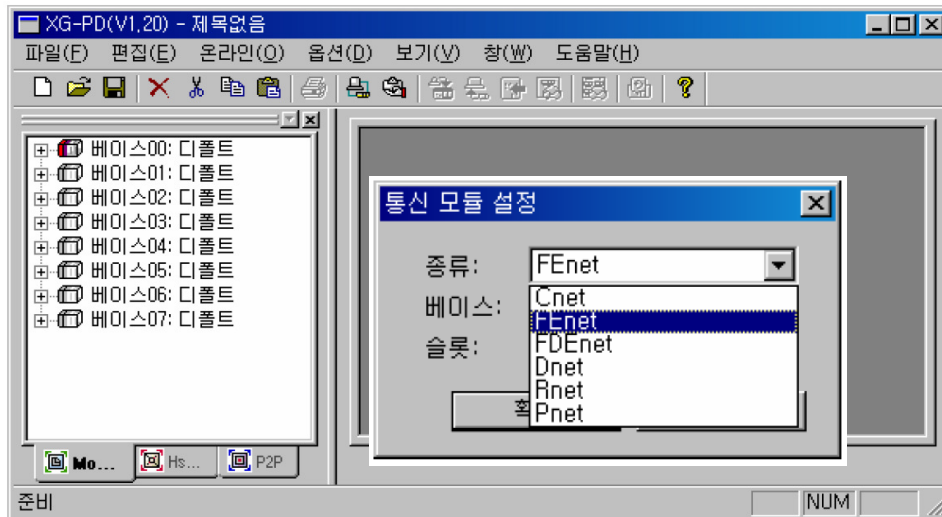 XG-PD(V1,20) - 제목없음
파일(F) 편집(E) 온라인(O) 옵션(D) 보기(V) 창(W) 도움말(H)
베이스00: 디폴트
베이스01: 디폴트
베이스02: 디폴트
베이스03: 디폴트
베이스04: 디폴트
베이스05: 디폴트
베이스06: 디폴트
베이스07: 디폴트
Mo... Hs... P2P
통신 모듈 설정
종류: FEnet
베이스:
슬롯:
Cnet
FEnet
FDEnet
Dnet
Rnet
Pnet
준비 NUM